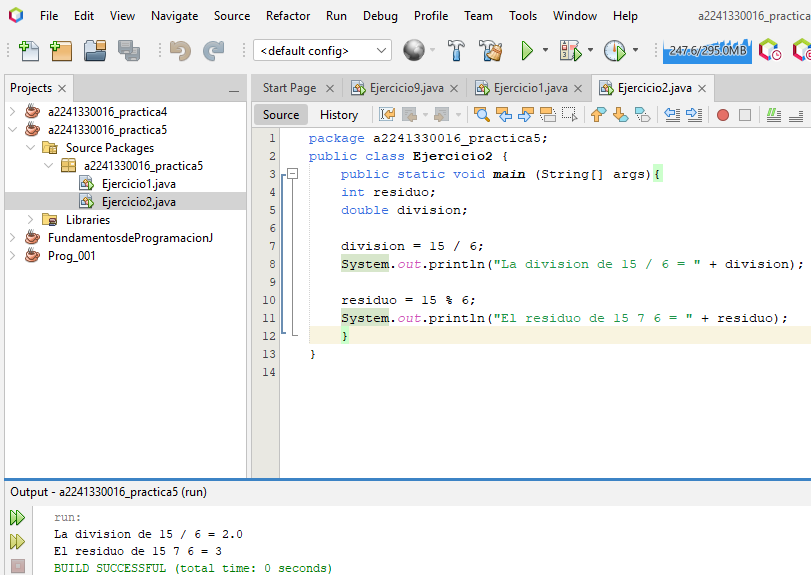 File Edit View Navigate Source Refactor Run Debug Profile Team Tools Window Help a2241330016_practica
<default config> 247.6/295.0MB
Projects
a2241330016_practica4
a2241330016_practica5
Source Packages
a2241330016_practica5
Ejercicio1.java
Ejercicio2.java
Libraries
FundamentosdeProgramacionJ
Prog_001
Start Page Ejercicio9.java Ejercicio1.java Ejercicio2.java
Source History
1 package a2241330016_practica5;
2 public class Ejercicio2 {
3 public static void main (String[] args){
4 int residuo;
5 double division;
6
7 division = 15 / 6;
8 System.out.println("La division de 15 / 6 = " + division);
9
10 residuo = 15 % 6;
11 System.out.println("El residuo de 15 7 6 = " + residuo);
12 }
13 }
14
Output - a2241330016_practica5 (run)
run:
La division de 15 / 6 = 2.0
El residuo de 15 7 6 = 3
BUILD SUCCESSFUL (total time: 0 seconds)